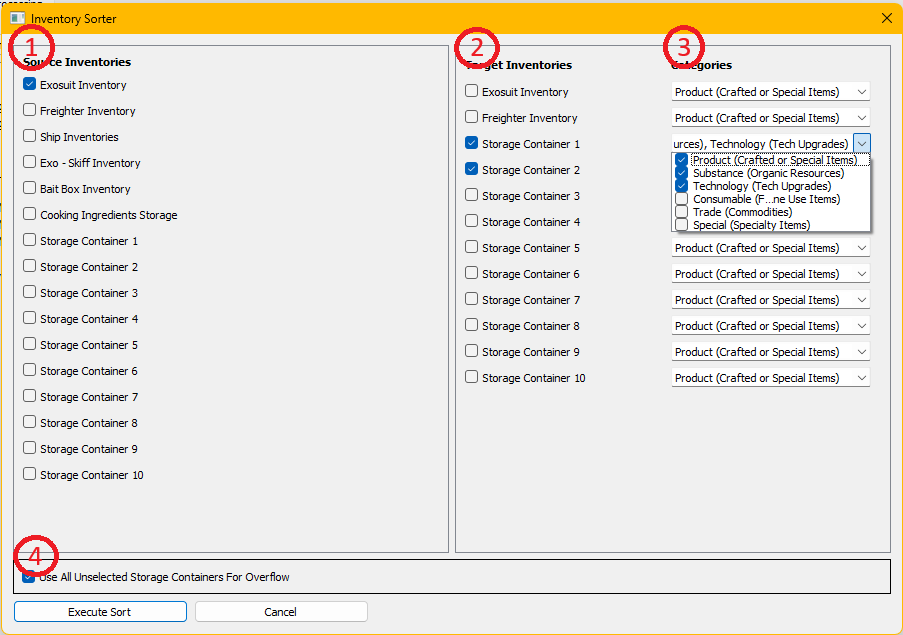 Inventory Sorter
1
2
3
4
Source Inventories
Exosuit Inventory
Freighter Inventory
Ship Inventories
Exo - Skiff Inventory
Bait Box Inventory
Cooking Ingredients Storage
Storage Container 1
Storage Container 2
Storage Container 3
Storage Container 4
Storage Container 5
Storage Container 6
Storage Container 7
Storage Container 8
Storage Container 9
Storage Container 10
Target Inventories
Categories
Exosuit Inventory
Product (Crafted or Special Items)
Freighter Inventory
Product (Crafted or Special Items)
Storage Container 1
urces), Technology (Tech Upgrades)
Product (Crafted or Special Items)
Substance (Organic Resources)
Technology (Tech Upgrades)
Consumable (F...ne Use Items)
Trade (Commodities)
Special (Specialty Items)
Storage Container 2
Storage Container 3
Storage Container 4
Storage Container 5
Product (Crafted or Special Items)
Storage Container 6
Product (Crafted or Special Items)
Storage Container 7
Product (Crafted or Special Items)
Storage Container 8
Product (Crafted or Special Items)
Storage Container 9
Product (Crafted or Special Items)
Storage Container 10
Product (Crafted or Special Items)
Use All Unselected Storage Containers For Overflow
Execute Sort
Cancel